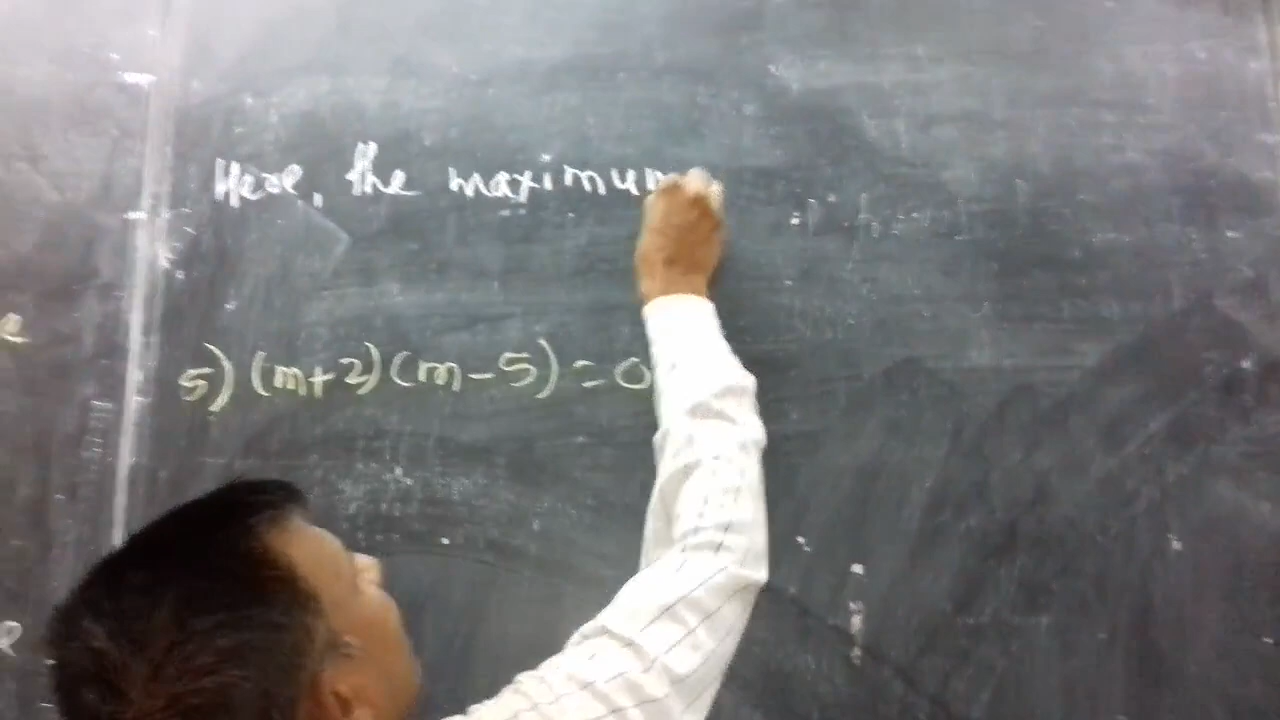 Here, the maximum
5) (m+2)(m-5)=0